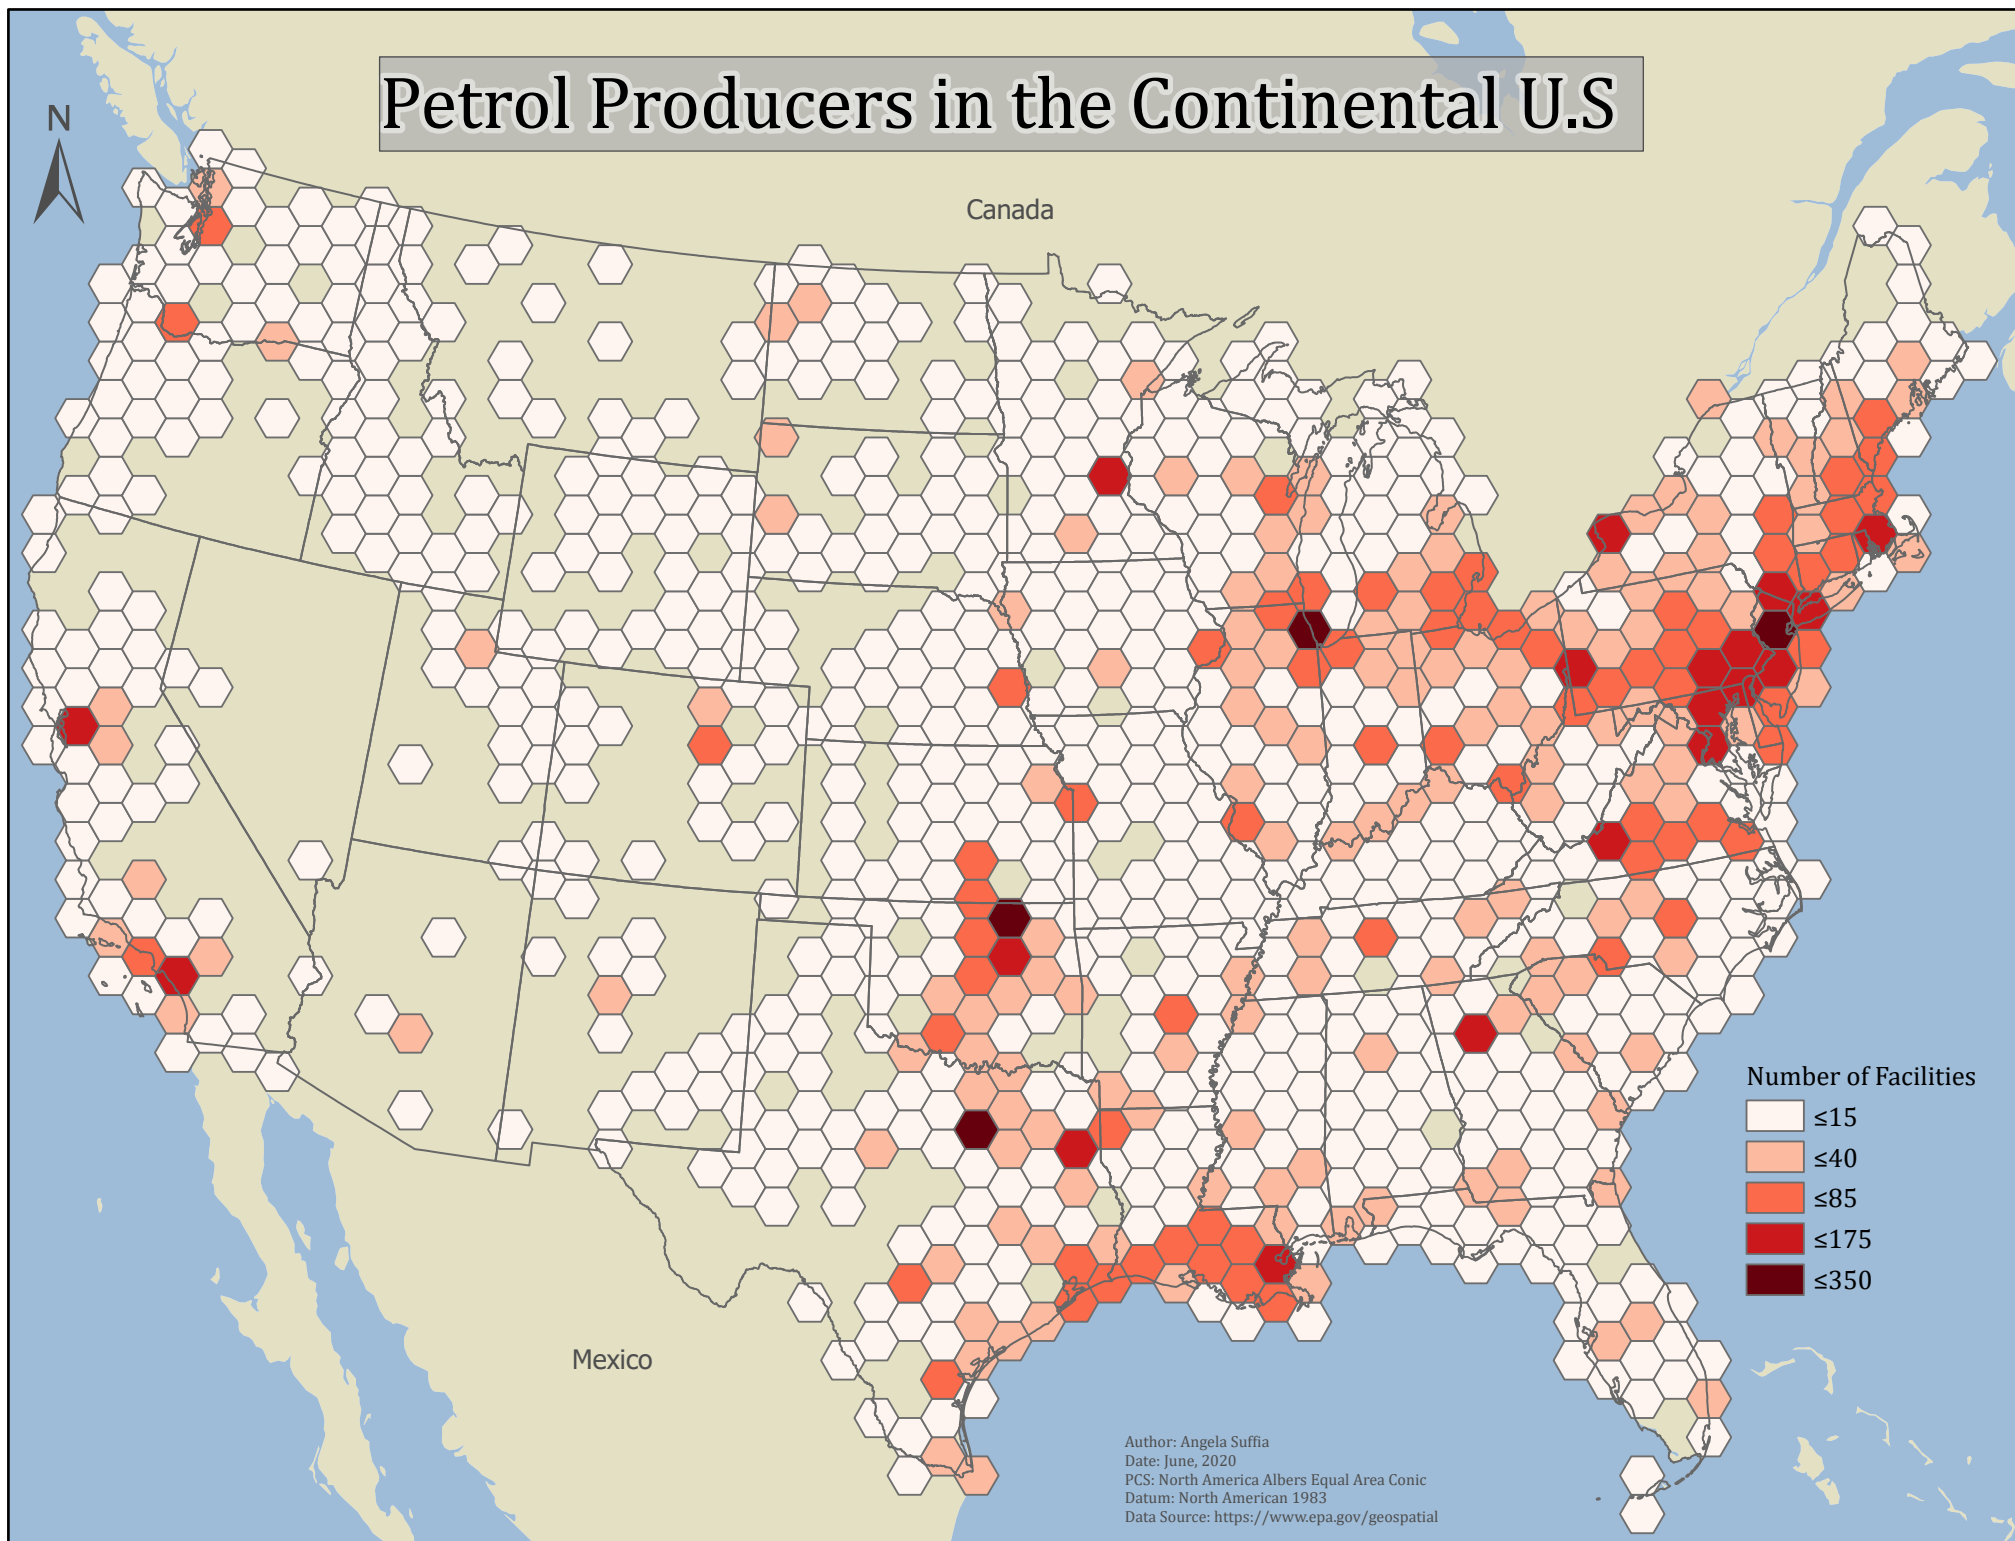 Petrol Producers in the Continental U.S
N
Canada
Number of Facilities
≤15
≤40
≤85
≤175
≤350
Mexico
Author: Angela Suffia
Date: June, 2020
PCS: North America Albers Equal Area Conic
Datum: North American 1983
Data Source: https://www.epa.gov/geospatial